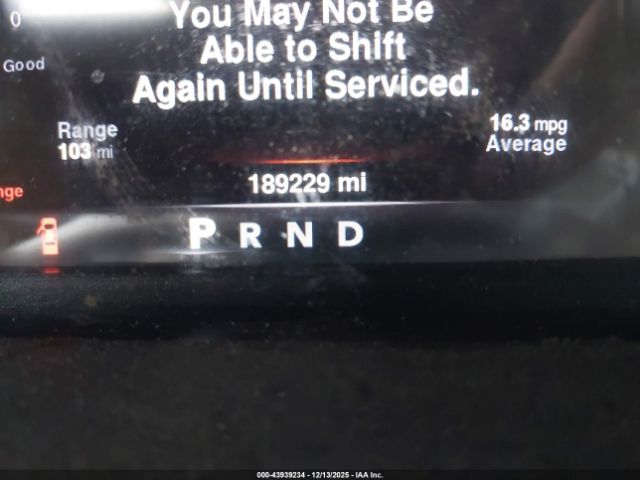 0
You May Not Be
Good
Able to Shift
Again Until Serviced.
Range
103 mi
16.3 mpg
Average
nge
189229 mi
P R N D
000-43939234 - 12/13/2025 - IAA Inc.